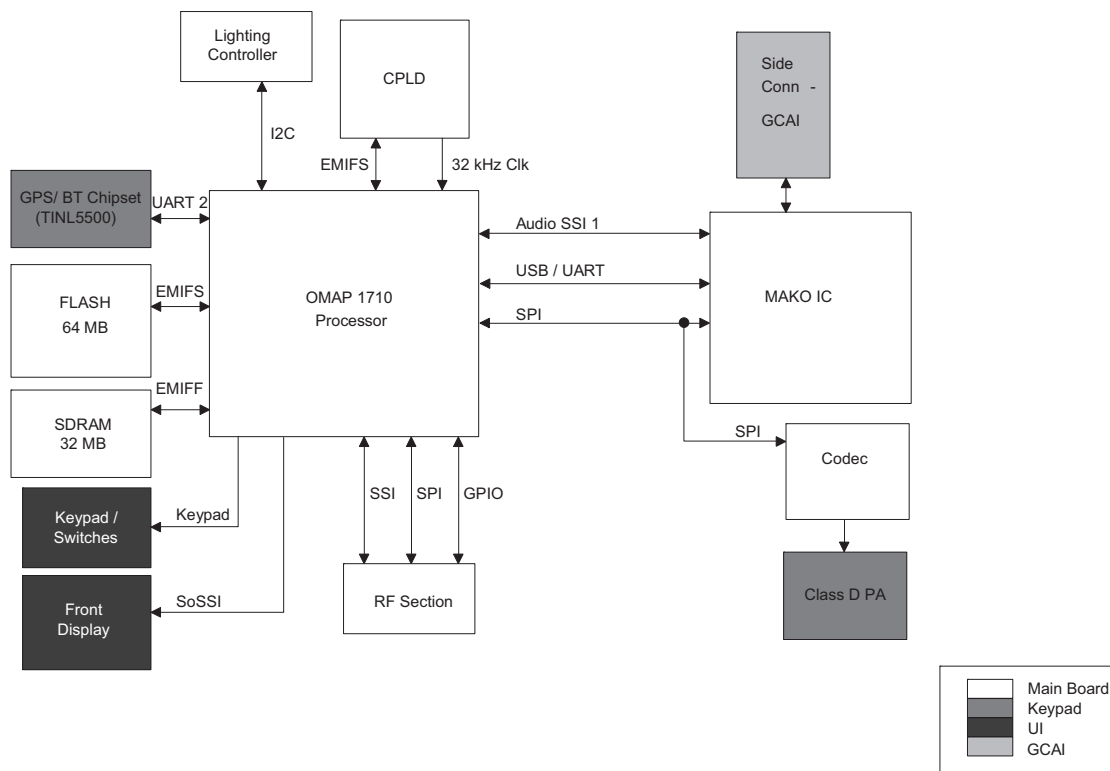 Lighting
Controller
CPLD
Side
Conn -
GCAI
I2C
EMIFS
32 kHz Clk
GPS/ BT Chipset
(TINL5500)
UART 2
Audio SSI 1
FLASH
64 MB
EMIFS
OMAP 1710
Processor
USB / UART
MAKO IC
SPI
SDRAM
32 MB
EMIFF
SPI
Codec
Keypad /
Switches
Keypad
SSI
SPI
GPIO
Front
Display
SoSSI
RF Section
Class D PA
Main Board
Keypad
UI
GCAI